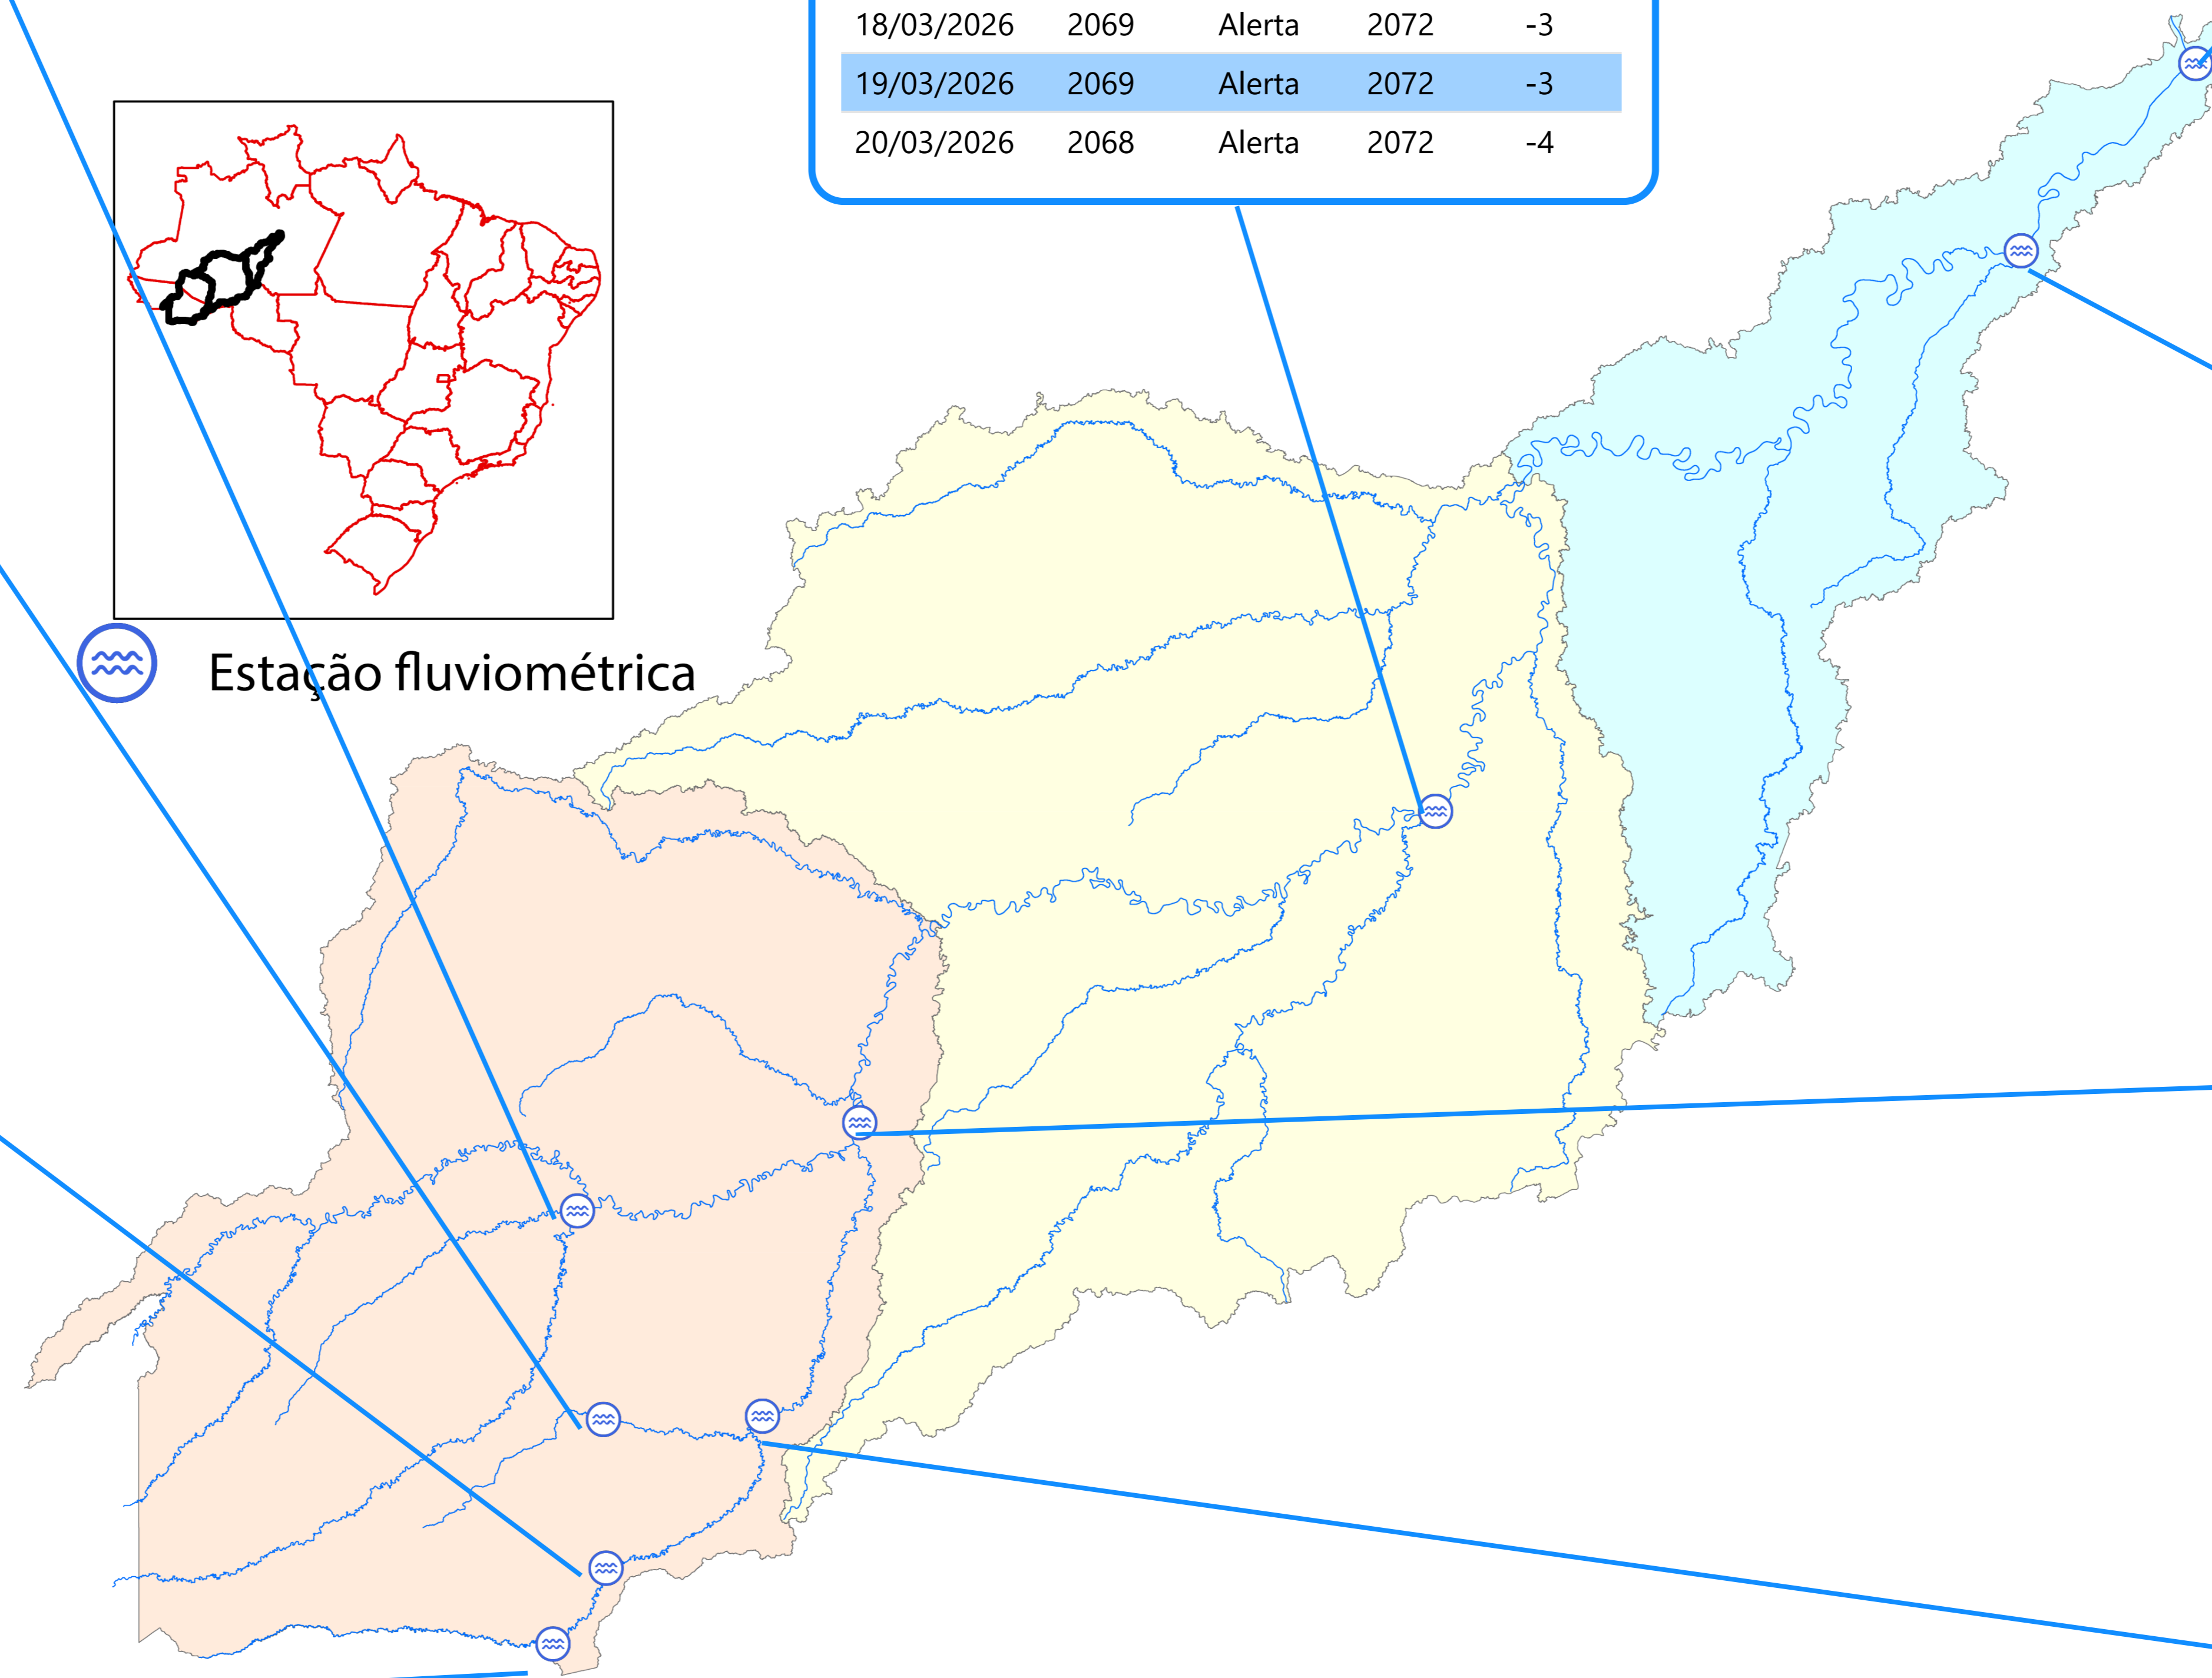 18/03/2026 2069 Alerta 2072 -3
19/03/2026 2069 Alerta 2072 -3
20/03/2026 2068 Alerta 2072 -4
Estação fluviométrica